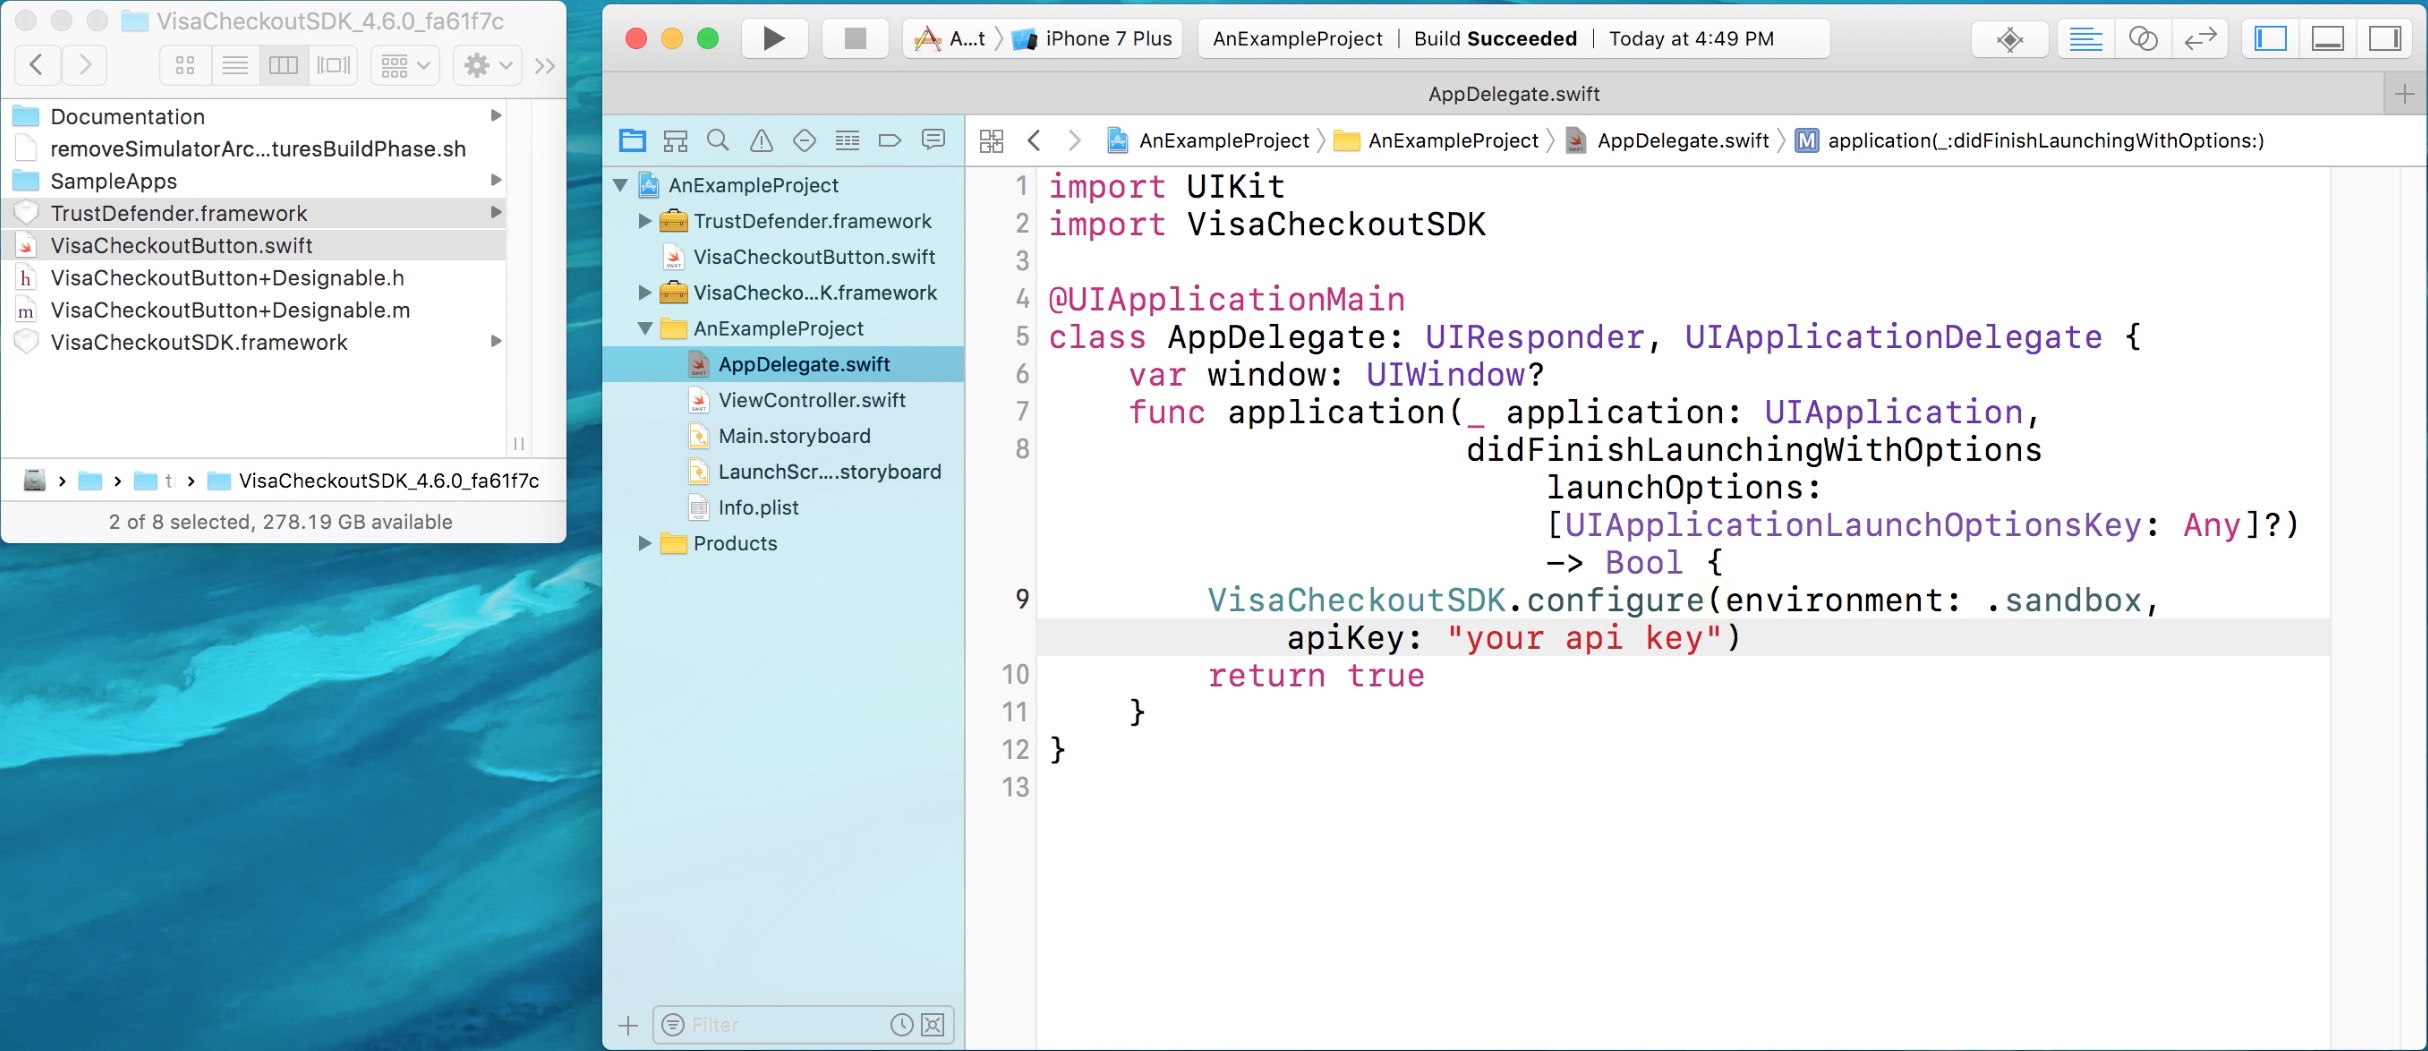 VisaCheckoutSDK_4.6.0_fa61f7c
Documentation
removeSimulatorArc...turesBuildPhase.sh
SampleApps
TrustDefender.framework
VisaCheckoutButton.swift
VisaCheckoutButton+Designable.h
VisaCheckoutButton+Designable.m
VisaCheckoutSDK.framework
VisaCheckoutSDK_4.6.0_fa61f7c
2 of 8 selected, 278.19 GB available
A...t iPhone 7 Plus AnExampleProject | Build Succeeded | Today at 4:49 PM
AppDelegate.swift
AnExampleProject AnExampleProject AppDelegate.swift M application(_:didFinishLaunchingWithOptions:)
AnExampleProject
TrustDefender.framework
VisaCheckoutButton.swift
VisaChecko...K.framework
AnExampleProject
AppDelegate.swift
ViewController.swift
Main.storyboard
LaunchScr....storyboard
Info.plist
Products
Filter
1 import UIKit
2 import VisaCheckoutSDK
3
4 @UIApplicationMain
5 class AppDelegate: UIResponder, UIApplicationDelegate {
6 var window: UIWindow?
7 func application(_ application: UIApplication,
8 didFinishLaunchingWithOptions
launchOptions:
[UIApplicationLaunchOptionsKey: Any]?)
-> Bool {
9 VisaCheckoutSDK.configure(environment: .sandbox,
apiKey: "your api key")
10 return true
11 }
12 }
13